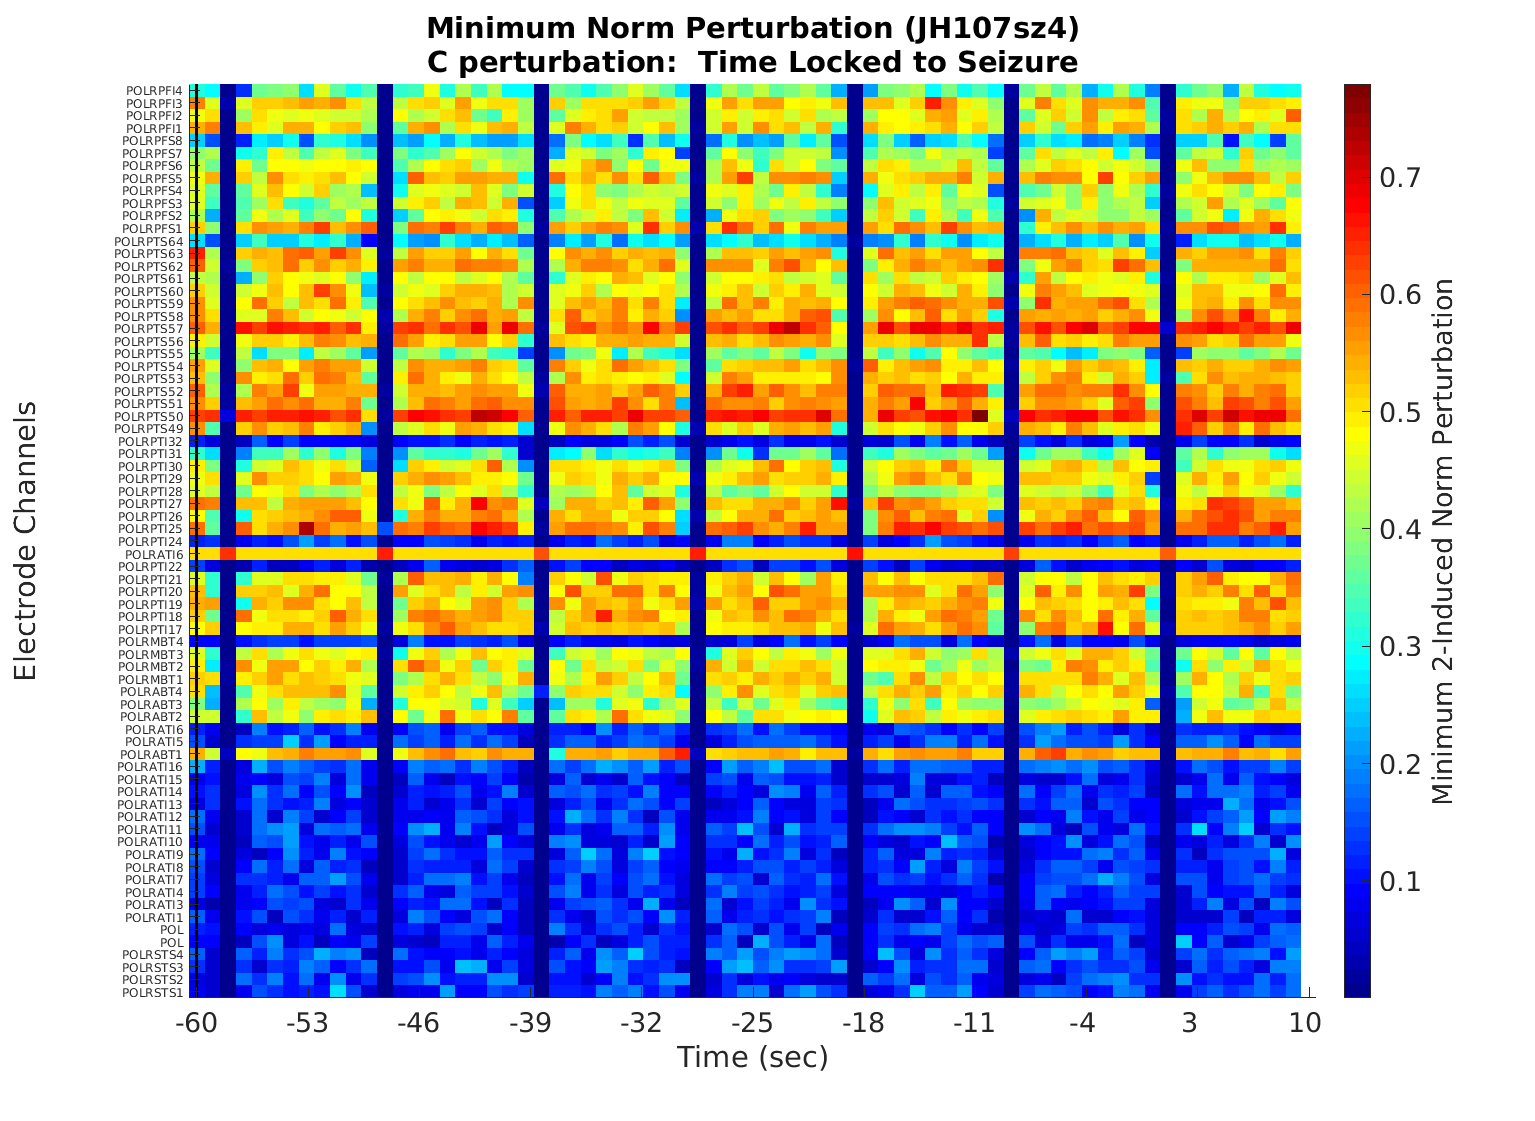 Minimum Norm Perturbation (JH107sz4)
C perturbation:  Time Locked to Seizure
Electrode Channels
POLRPFI4
POLRPFI3
POLRPFI2
POLRPFI1
POLRPFS8
POLRPFS7
POLRPFS6
POLRPFS5
POLRPFS4
POLRPFS3
POLRPFS2
POLRPFS1
POLRPTS64
POLRPTS63
POLRPTS62
POLRPTS61
POLRPTS60
POLRPTS59
POLRPTS58
POLRPTS57
POLRPTS56
POLRPTS55
POLRPTS54
POLRPTS53
POLRPTS52
POLRPTS51
POLRPTS50
POLRPTS49
POLRPTI32
POLRPTI31
POLRPTI30
POLRPTI29
POLRPTI28
POLRPTI27
POLRPTI26
POLRPTI25
POLRPTI24
POLRATI6
POLRPTI22
POLRPTI21
POLRPTI20
POLRPTI19
POLRPTI18
POLRPTI17
POLRMBT4
POLRMBT3
POLRMBT2
POLRMBT1
POLRABT4
POLRABT3
POLRABT2
POLRATI6
POLRATI5
POLRABT1
POLRATI16
POLRATI15
POLRATI14
POLRATI13
POLRATI12
POLRATI11
POLRATI10
POLRATI9
POLRATI8
POLRATI7
POLRATI4
POLRATI3
POLRATI1
POL
POL
POLRSTS4
POLRSTS3
POLRSTS2
POLRSTS1
-60 -53 -46 -39 -32 -25 -18 -11 -4 3 10
Time (sec)
0.7
0.6
0.5
0.4
0.3
0.2
0.1
Minimum 2-Induced Norm Perturbation